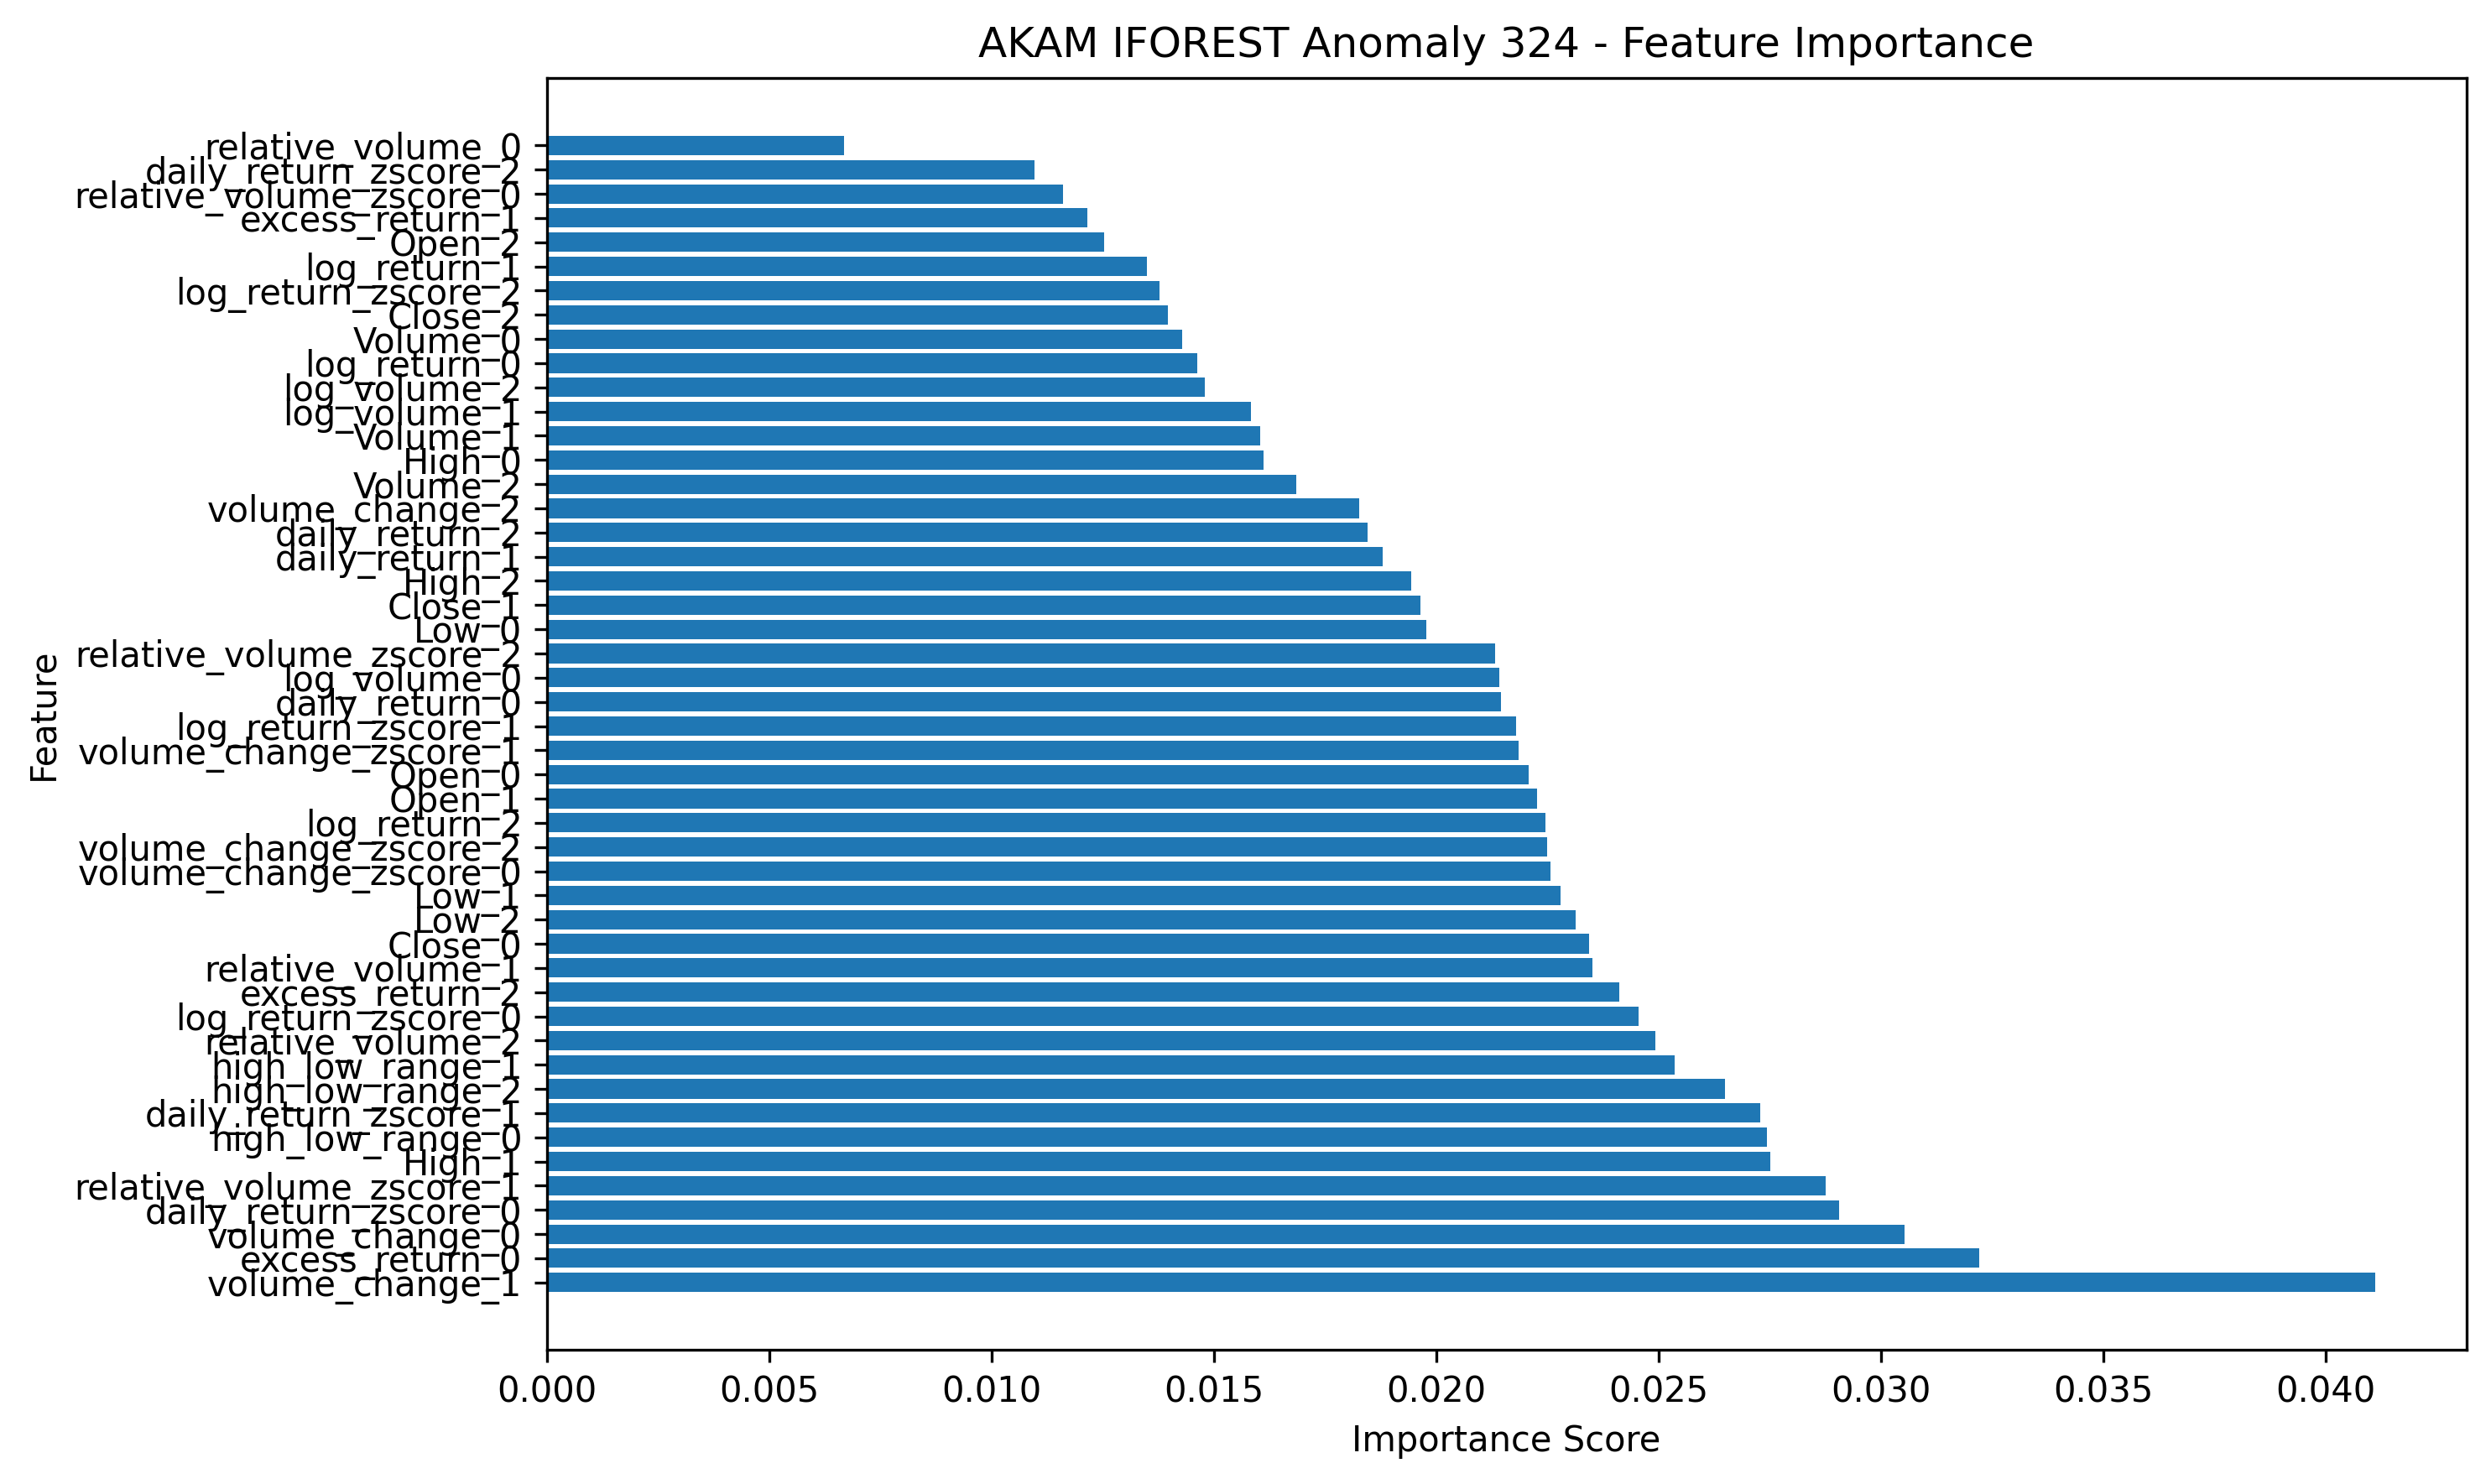 AKAM IFOREST Anomaly 324 - Feature Importance
relative_volume_0
daily_return_zscore_2
relative_volume_zscore_0
excess_return_1
Open_2
log_return_1
log_return_zscore_2
Close_2
Volume_0
log_return_0
log_volume_2
log_volume_1
Volume_1
High_0
Volume_2
volume_change_2
daily_return_2
daily_return_1
High_2
Close_1
Low_0
relative_volume_zscore_2
log_volume_0
daily_return_0
log_return_zscore_1
volume_change_zscore_1
Open_0
Open_1
log_return_2
volume_change_zscore_2
volume_change_zscore_0
Low_1
Low_2
Close_0
relative_volume_1
excess_return_2
log_return_zscore_0
relative_volume_2
high_low_range_1
high_low_range_2
daily_return_zscore_1
high_low_range_0
High_1
relative_volume_zscore_1
daily_return_zscore_0
volume_change_0
excess_return_0
volume_change_1
Feature
0.000 0.005 0.010 0.015 0.020 0.025 0.030 0.035 0.040
Importance Score